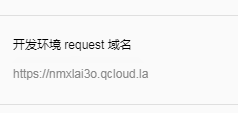 开发环境 request 域名
https://nmxlai3o.qcloud.la